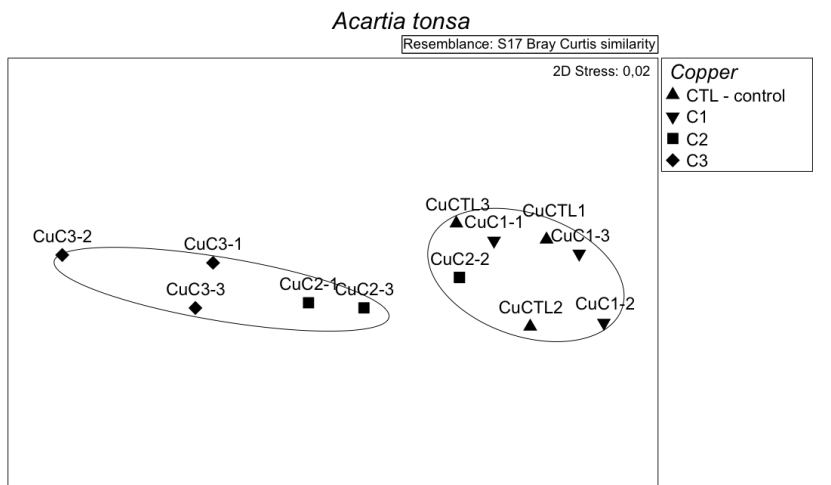 Acartia tonsa
Resemblance: S17 Bray Curtis similarity
2D Stress: 0,02
Copper
CTL - control
C1
C2
C3
CuCTL3
CuC1-1
CuCTL1
CuC1-3
CuC3-2
CuC3-1
CuC2-2
CuC3-3
CuC2-1
CuC2-3
CuCTL2
CuC1-2